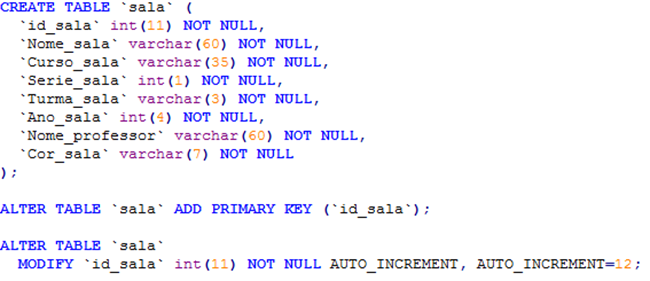 CREATE TABLE `sala` (
  `id_sala` int(11) NOT NULL,
  `Nome_sala` varchar(60) NOT NULL,
  `Curso_sala` varchar(35) NOT NULL,
  `Serie_sala` int(1) NOT NULL,
  `Turma_sala` varchar(3) NOT NULL,
  `Ano_sala` int(4) NOT NULL,
  `Nome_professor` varchar(60) NOT NULL,
  `Cor_sala` varchar(7) NOT NULL
);
ALTER TABLE `sala` ADD PRIMARY KEY (`id_sala`);
ALTER TABLE `sala`
  MODIFY `id_sala` int(11) NOT NULL AUTO_INCREMENT, AUTO_INCREMENT=12;